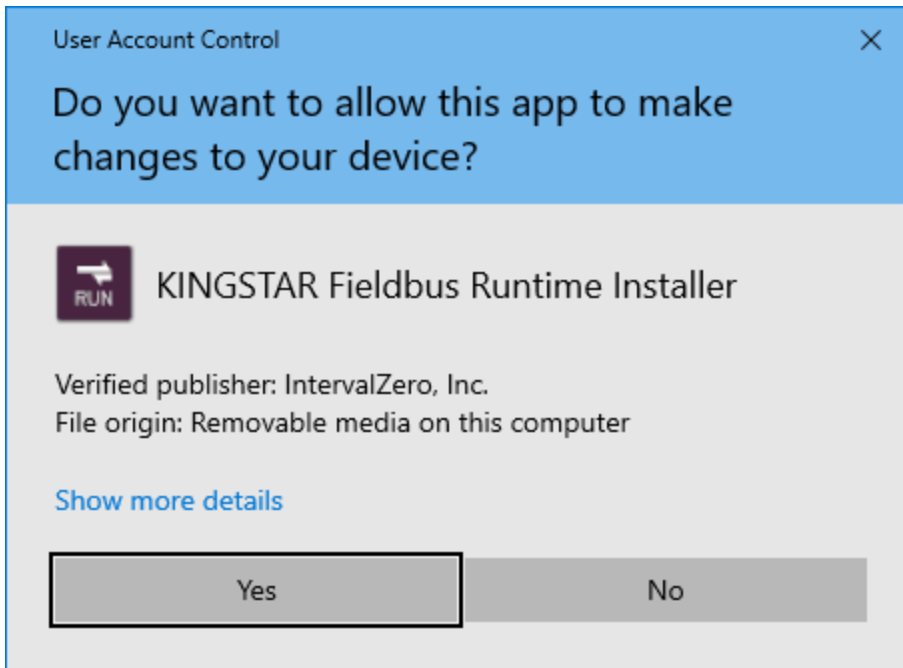 User Account Control
Do you want to allow this app to make
changes to your device?
RUN
KINGSTAR Fieldbus Runtime Installer
Verified publisher: IntervalZero, Inc.
File origin: Removable media on this computer
Show more details
Yes
No